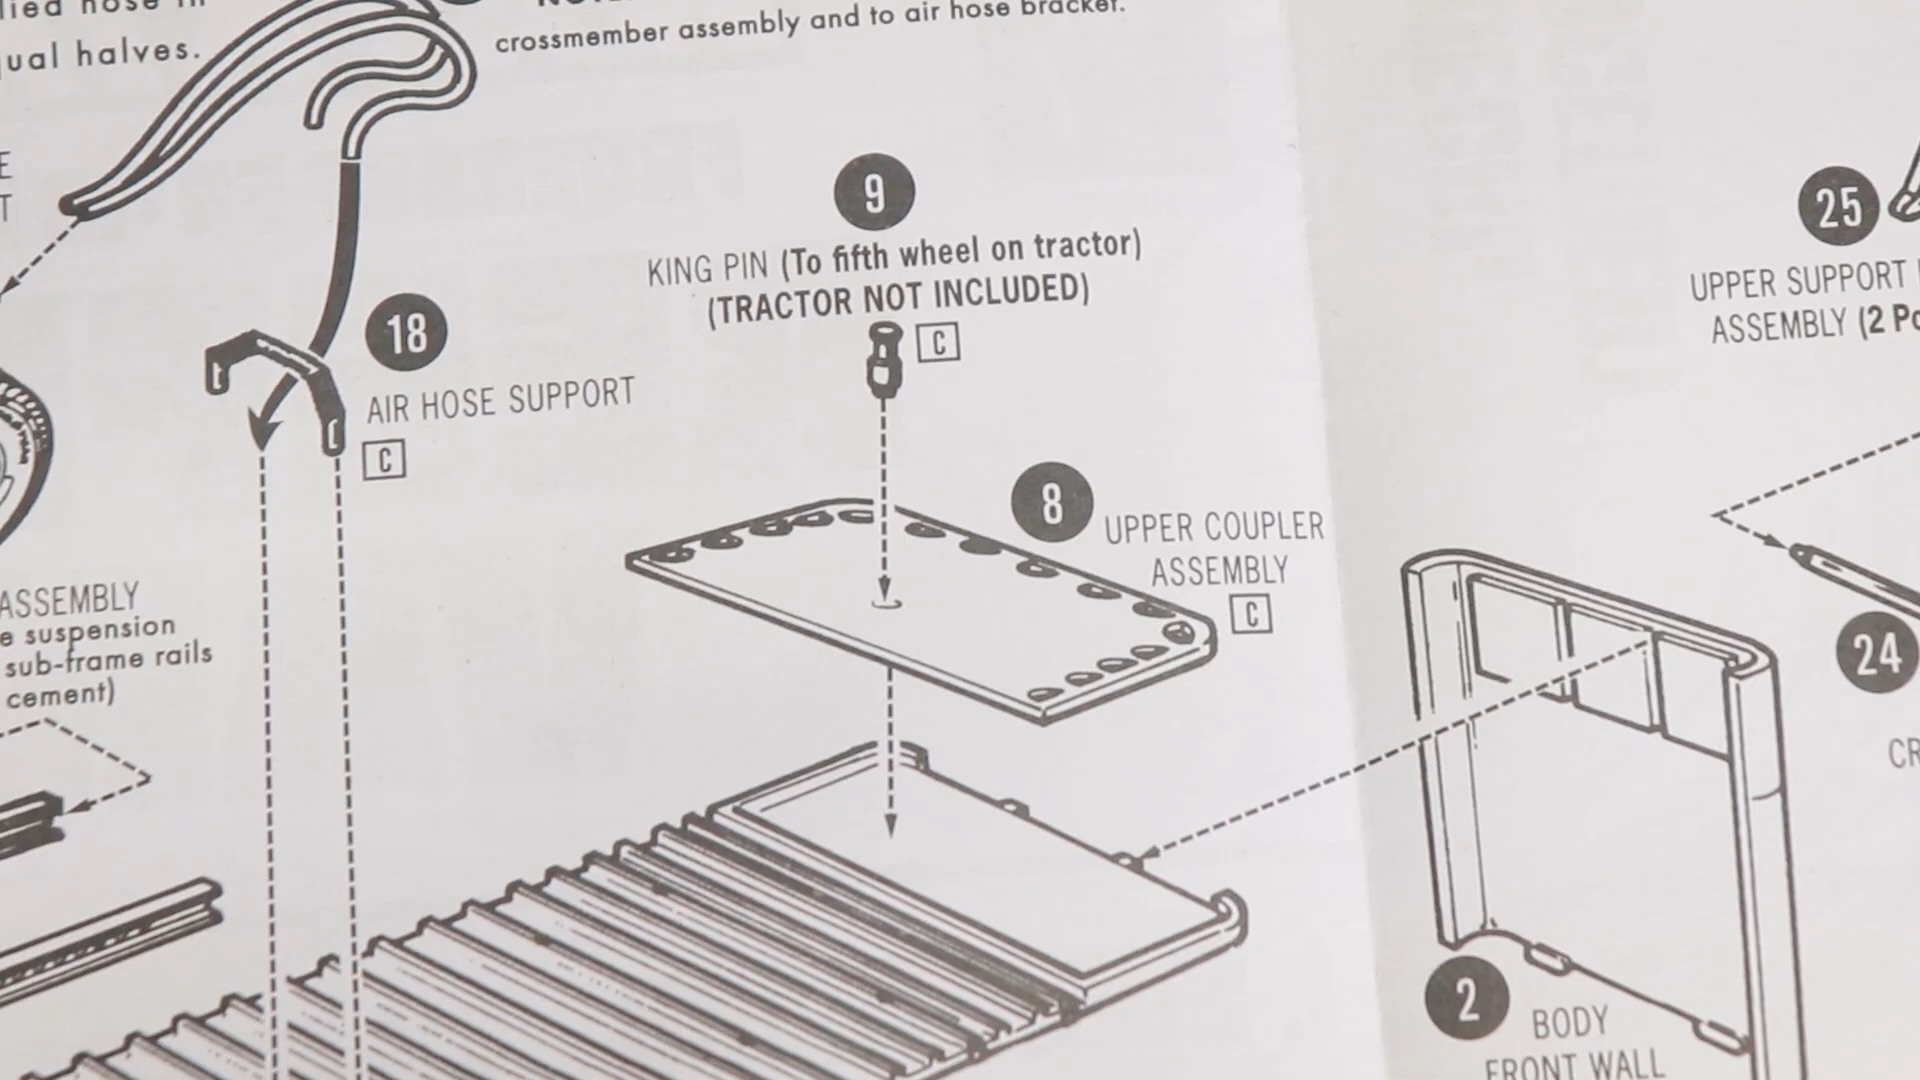 ual halves.
crossmember assembly and to air hose bracket.
9
KING PIN (To fifth wheel on tractor)
(TRACTOR NOT INCLUDED)
C
18
AIR HOSE SUPPORT
C
8
UPPER COUPLER
ASSEMBLY
C
25
UPPER SUPPORT
ASSEMBLY (2
24
2
BODY
FRONT WALL
ASSEMBLY
e suspension
sub-frame rails
cement)